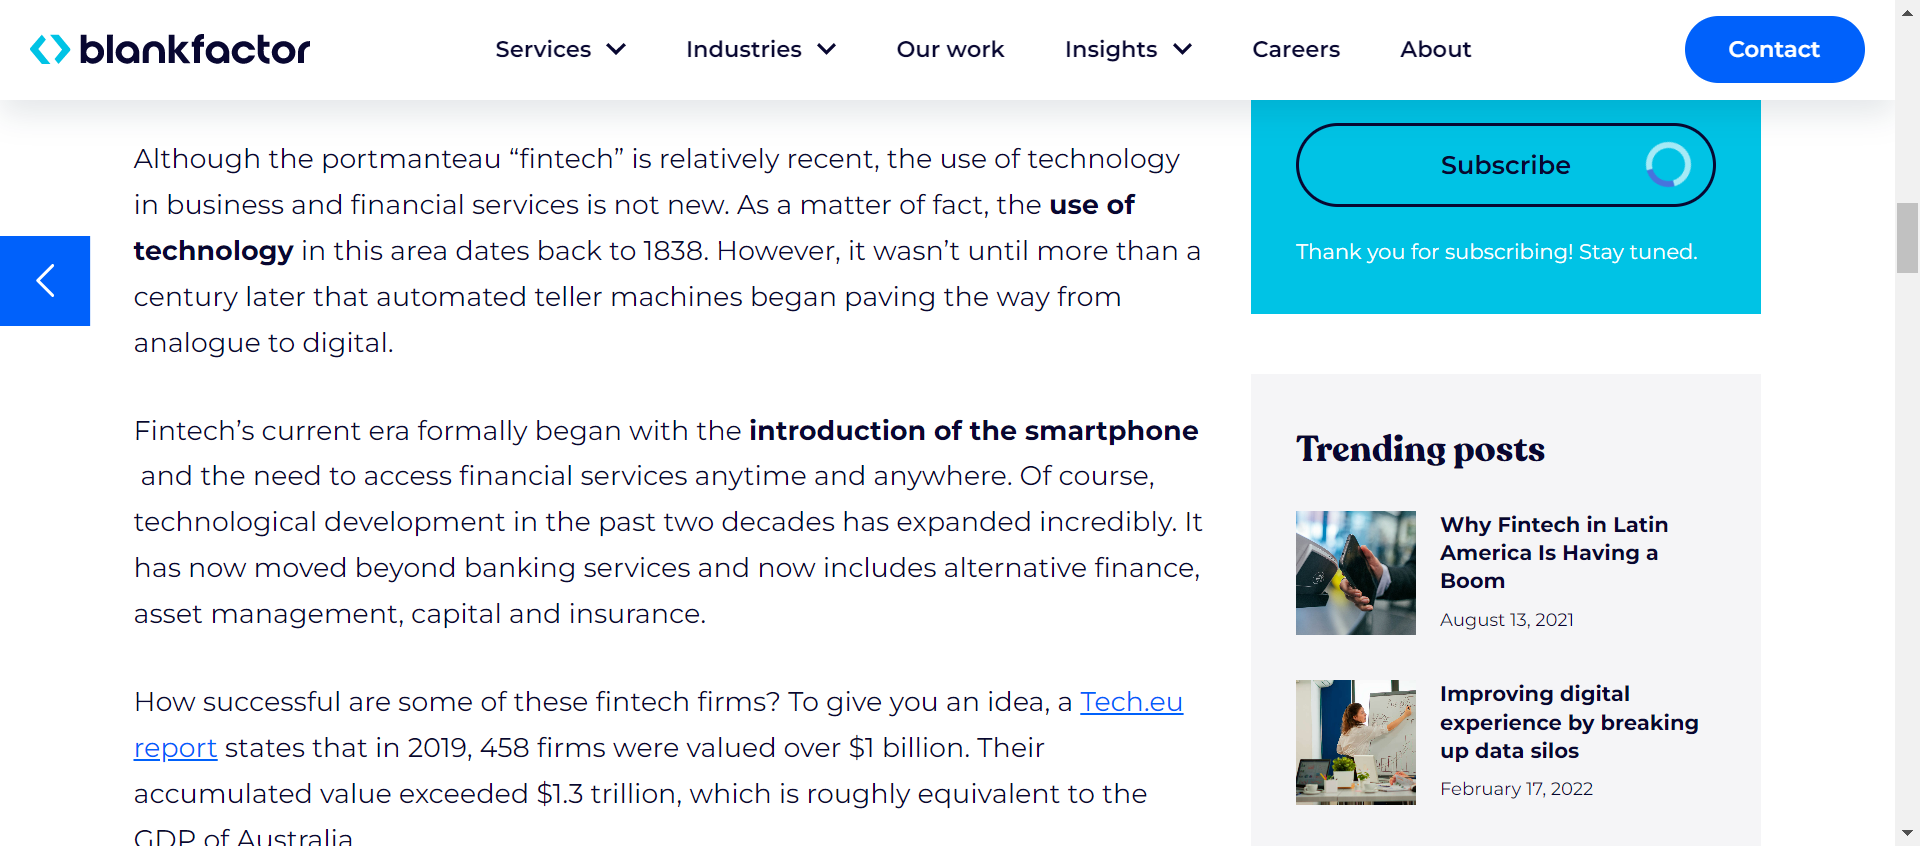 blankfactor
Services
Industries
Our work
Insights
Careers
About
Contact
Although the portmanteau “fintech” is relatively recent, the use of technology
in business and financial services is not new. As a matter of fact, the use of
technology in this area dates back to 1838. However, it wasn’t until more than a
century later that automated teller machines began paving the way from
analogue to digital.
Fintech’s current era formally began with the introduction of the smartphone
and the need to access financial services anytime and anywhere. Of course,
technological development in the past two decades has expanded incredibly. It
has now moved beyond banking services and now includes alternative finance,
asset management, capital and insurance.
How successful are some of these fintech firms? To give you an idea, a Tech.eu
report states that in 2019, 458 firms were valued over $1 billion. Their
accumulated value exceeded $1.3 trillion, which is roughly equivalent to the
GDP of Australia
Subscribe
Thank you for subscribing! Stay tuned.
Trending posts
Why Fintech in Latin
America Is Having a
Boom
August 13, 2021
Improving digital
experience by breaking
up data silos
February 17, 2022